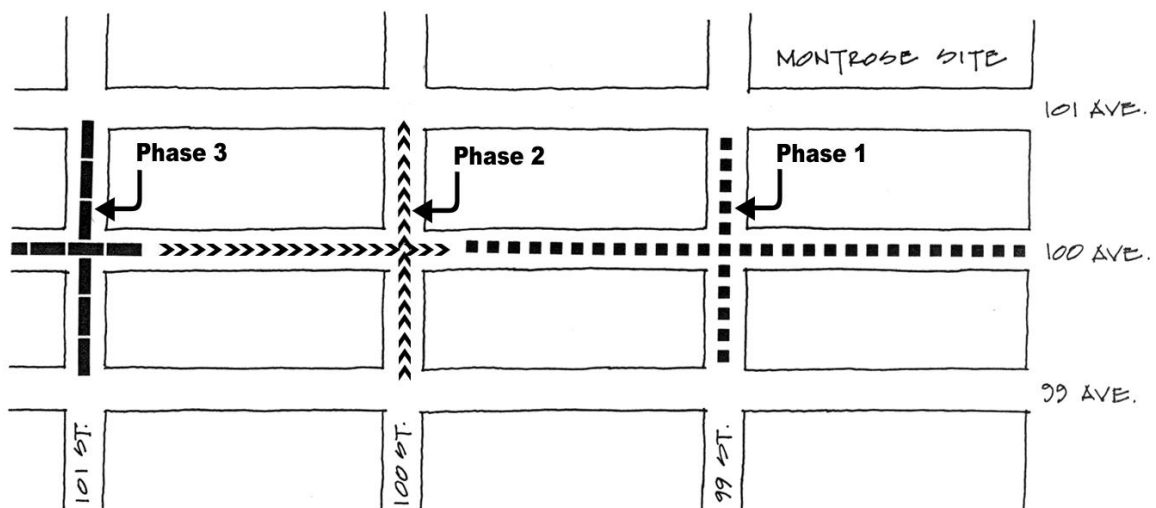 MONTROSE SITE
101 AVE.
Phase 3
Phase 2
Phase 1
100 AVE.
99 AVE.
101 ST.
100 ST.
99 ST.